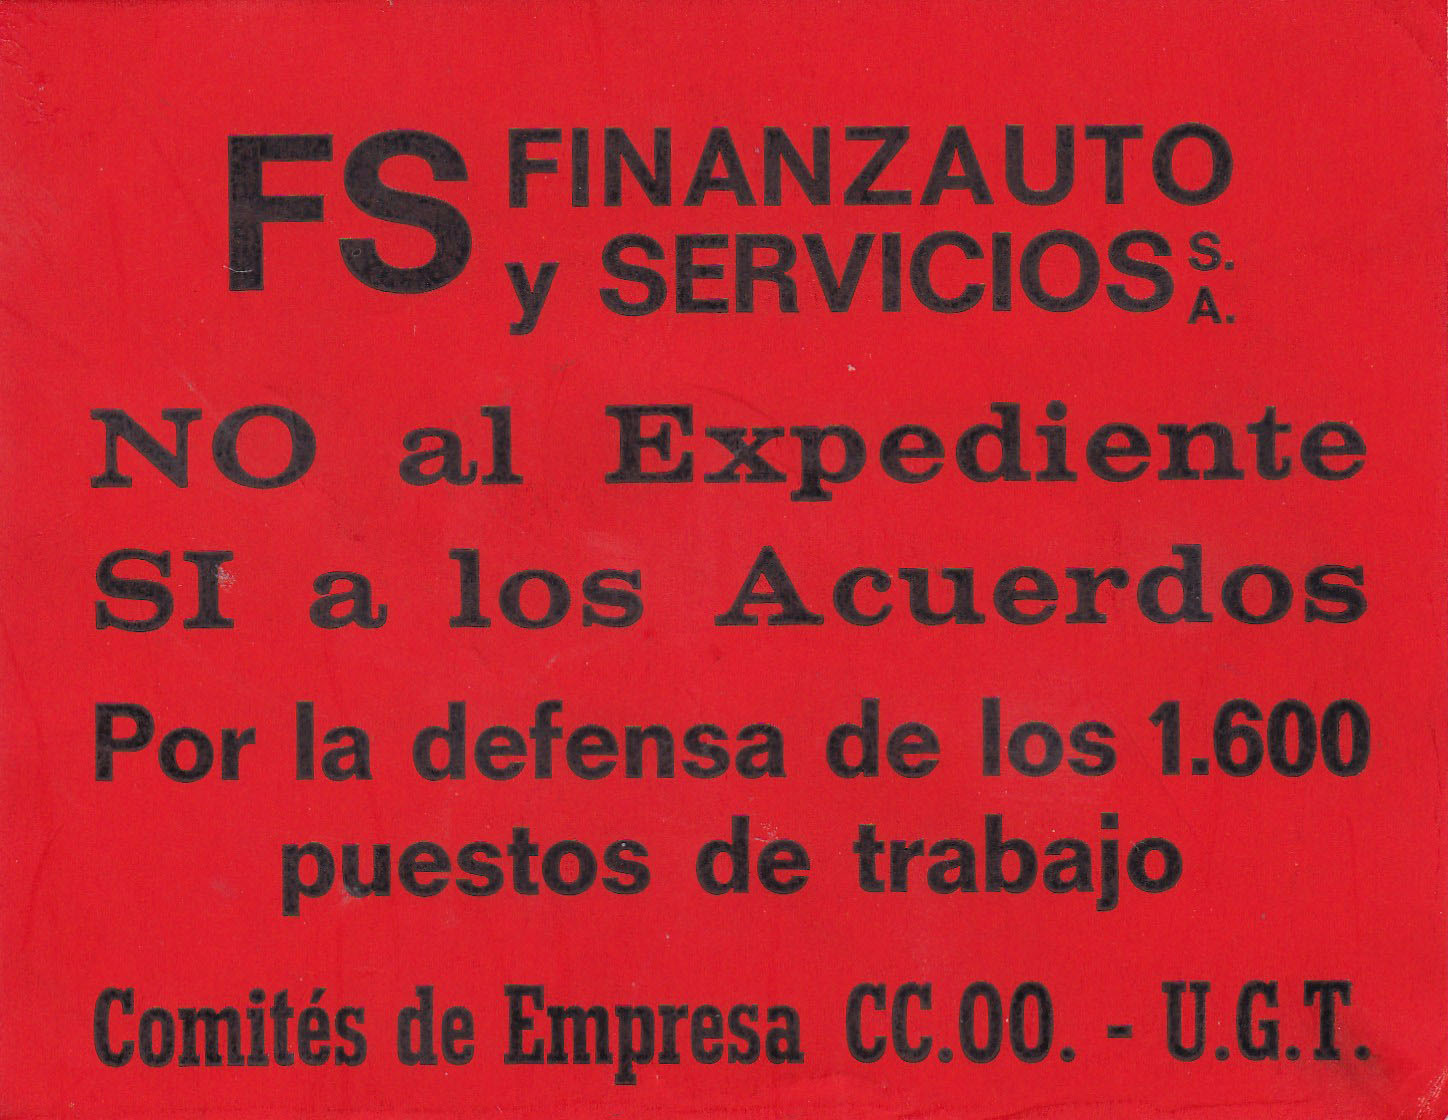 FS FINANZAUTO
y SERVICIOS S.A.
NO al Expediente
SI a los Acuerdos
Por la defensa de los 1.600
puestos de trabajo
Comités de Empresa CC.OO. - U.G.T.